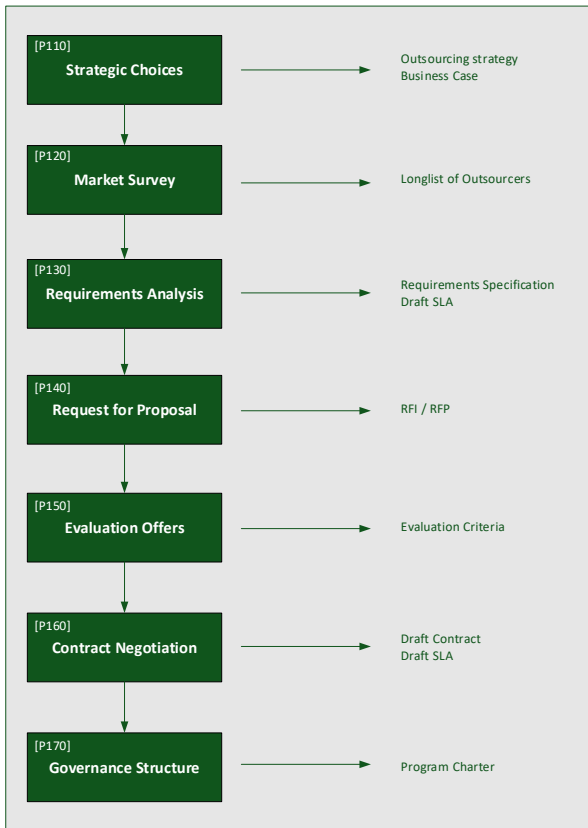 [P110]
Strategic Choices
Outsourcing strategy
Business Case
[P120]
Market Survey
Longlist of Outsourcers
[P130]
Requirements Analysis
Requirements Specification
Draft SLA
[P140]
Request for Proposal
RFI / RFP
[P150]
Evaluation Offers
Evaluation Criteria
[P160]
Contract Negotiation
Draft Contract
Draft SLA
[P170]
Governance Structure
Program Charter